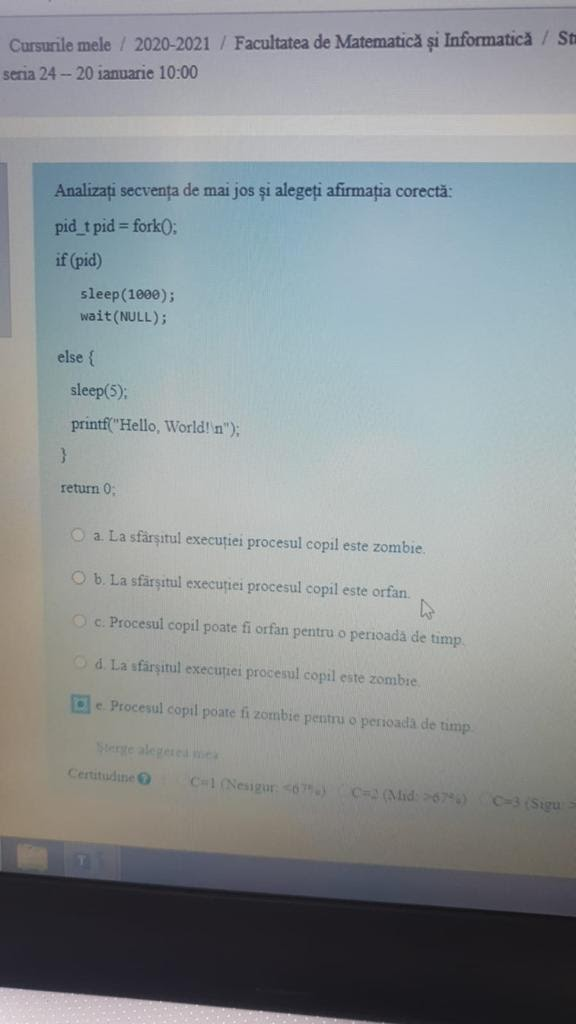 Cursurile mele / 2020-2021 / Facultatea de Matematică și Informatică /
seria 24 -- 20 ianuarie 10:00
Analizați secvența de mai jos și alegeți afirmația corectă:
pid_t pid = fork();
if (pid)
sleep(1000);
wait(NULL);
else {
sleep(5);
printf("Hello, World!\n");
}
return 0;
a. La sfârșitul execuției procesul copil este zombie.
b. La sfârșitul execuției procesul copil este orfan.
c. Procesul copil poate fi orfan pentru o perioadă de timp.
d. La sfârșitul execuției procesul copil este zombie.
e. Procesul copil poate fi zombie pentru o perioadă de timp.
Șterge alegerea mea
Certitudine ? C=1 (Nesigur: <67%) C=2 (Mid: >67%) C=3 (Sigu
T